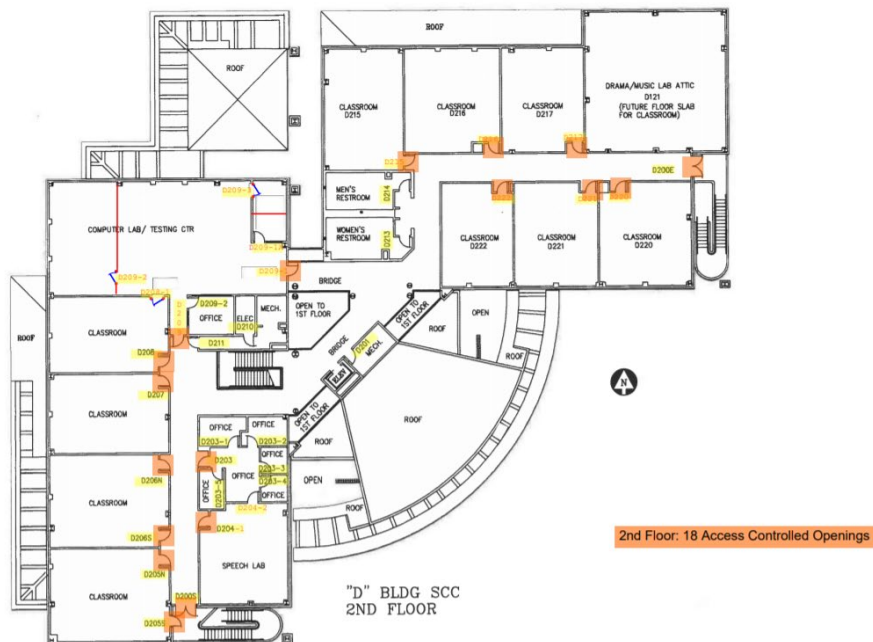 ROOF
ROOF
CLASSROOM
D215
CLASSROOM
D216
CLASSROOM
D217
DRAMA/MUSIC LAB ATTIC
D121
(FUTURE FLOOR SLAB
FOR CLASSROOM)
D200E
D209-3
MEN'S
RESTROOM
D214
WOMEN'S
RESTROOM
D213
CLASSROOM
D222
CLASSROOM
D221
CLASSROOM
D220
COMPUTER LAB/ TESTING CTR
D209-2
BRIDGE
OPEN TO
1ST FLOOR
OPEN TO
1ST FLOOR
ROOF
OPEN
ROOF
D209-2
OFFICE
ELEC
D210
MECH.
D211
ROOF
CLASSROOM
D208
BRIDGE
D201
MECH.
ELEV
N
CLASSROOM
D207
ROOF
OPEN TO
1ST FLOOR
ROOF
OFFICE
OFFICE
D203-1
D203-2
D203
OFFICE
D203-3
OFFICE
D203-4
OFFICE
D203-5
OFFICE
D204-2
OPEN
ROOF
CLASSROOM
D206N
D206S
D204-1
SPEECH LAB
D205N
CLASSROOM
D200S
D205S
2nd Floor: 18 Access Controlled Openings
"D" BLDG SCC
2ND FLOOR